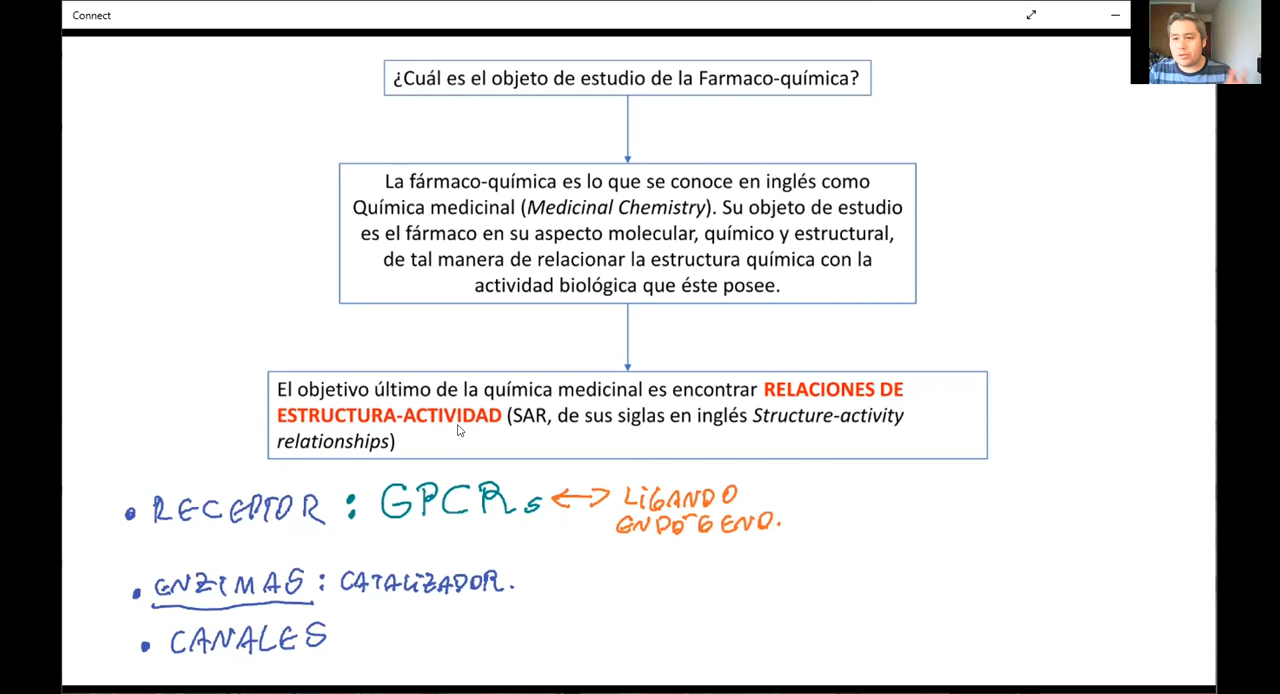 Connect
¿Cuál es el objeto de estudio de la Farmaco-química?
La fármaco-química es lo que se conoce en inglés como
Química medicinal (Medicinal Chemistry). Su objeto de estudio
es el fármaco en su aspecto molecular, químico y estructural,
de tal manera de relacionar la estructura química con la
actividad biológica que éste posee.
El objetivo último de la química medicinal es encontrar RELACIONES DE
ESTRUCTURA-ACTIVIDAD (SAR, de sus siglas en inglés Structure-activity
relationships)
• RECEPTOR : GPCRs ↔ LIGANDO
ENDÓGENO.
• ENZIMAS : CATALIZADOR.
• CANALES